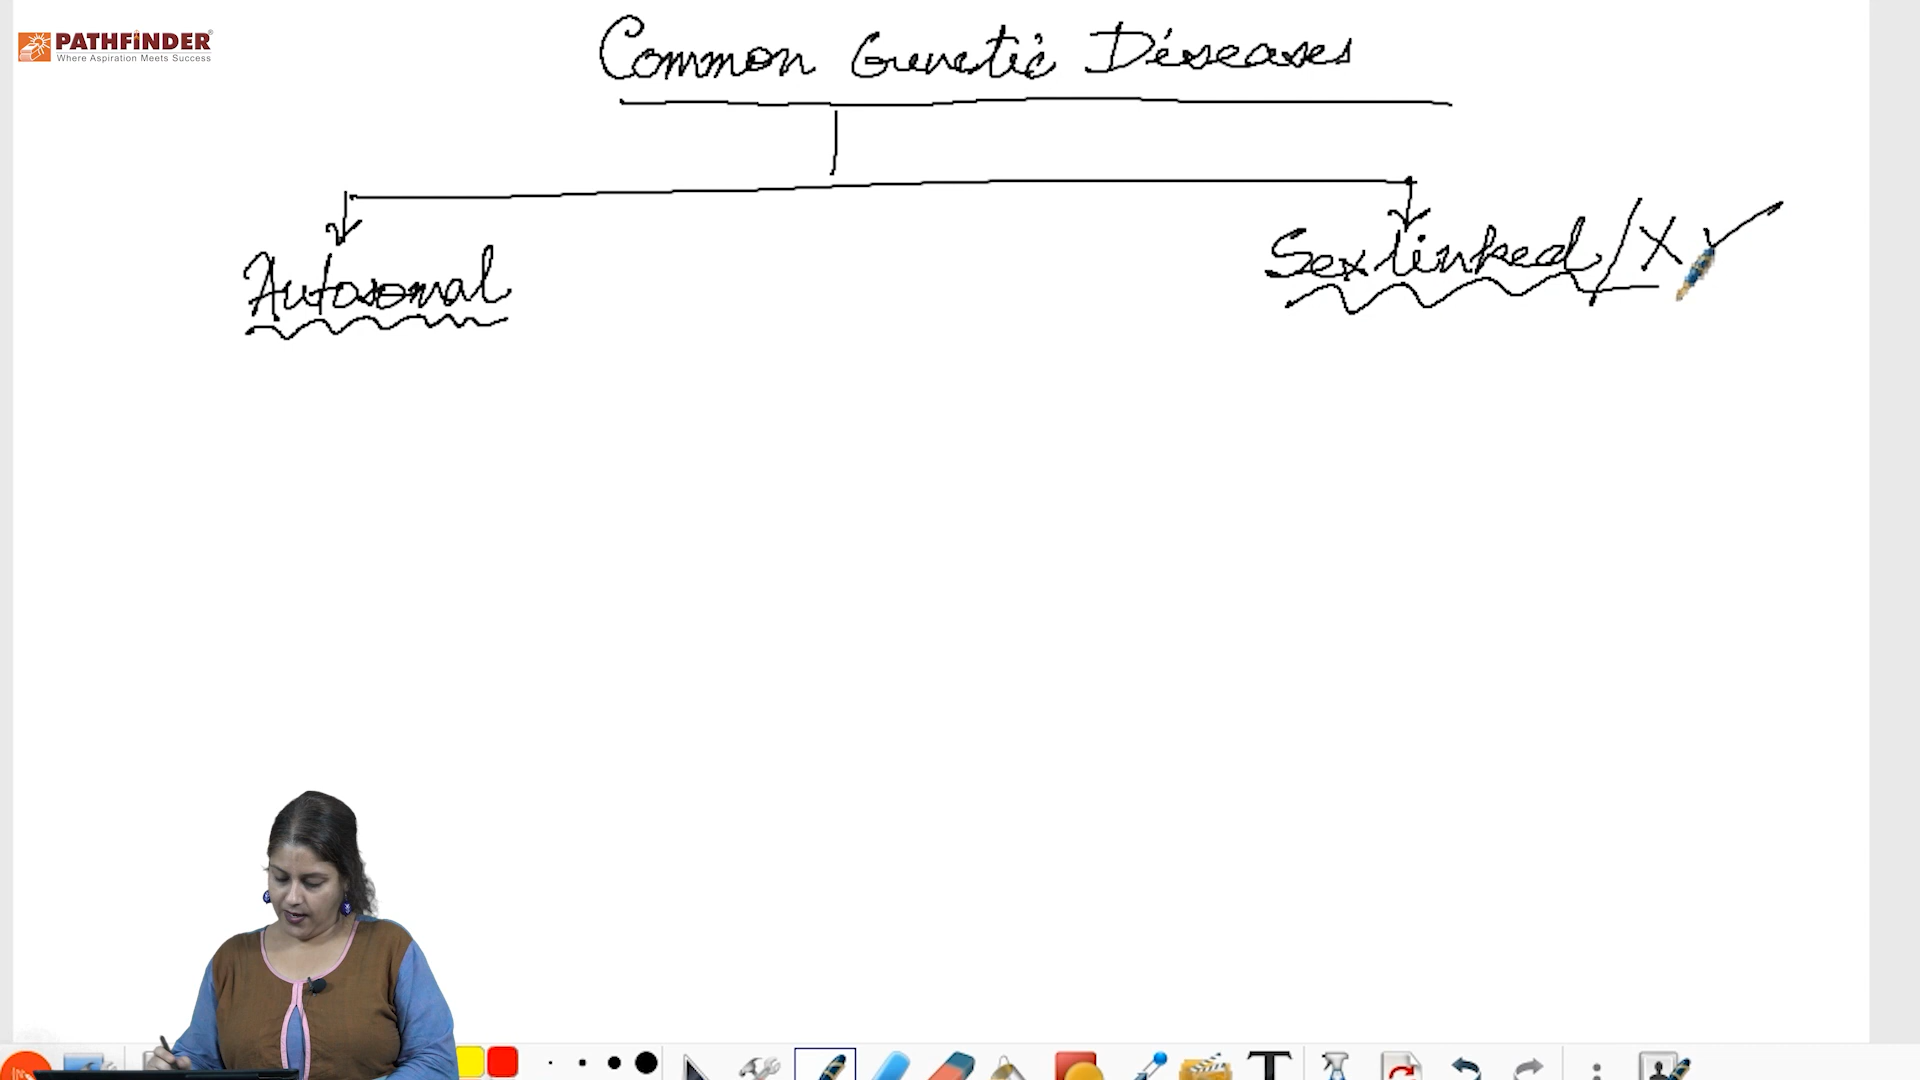 PATHFiNDER®
Where Aspiration Meets Success
Common Genetic Diseases
Autosomal
Sex linked / X
T